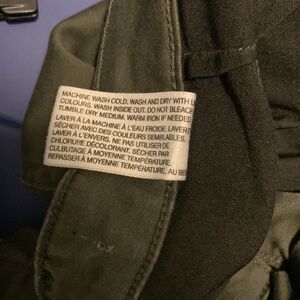 MACHINE WASH COLD. WASH AND DRY WITH
COLOURS. WASH INSIDE OUT. DO NOT BLEACH
TUMBLE DRY MEDIUM. WARM IRON IF NEEDED
LAVER À LA MACHINE À L'EAU FROIDE. LAVER
SÉCHER AVEC DES COULEURS SEMBLABLES.
LAVER À L'ENVERS. NE PAS UTILISER DE
CHLORURE DÉCOLORANT. SÉCHER PAR
CULBUTAGE À MOYENNE TEMPÉRATURE.
REPASSER À MOYENNE TEMPÉRATURE, AU